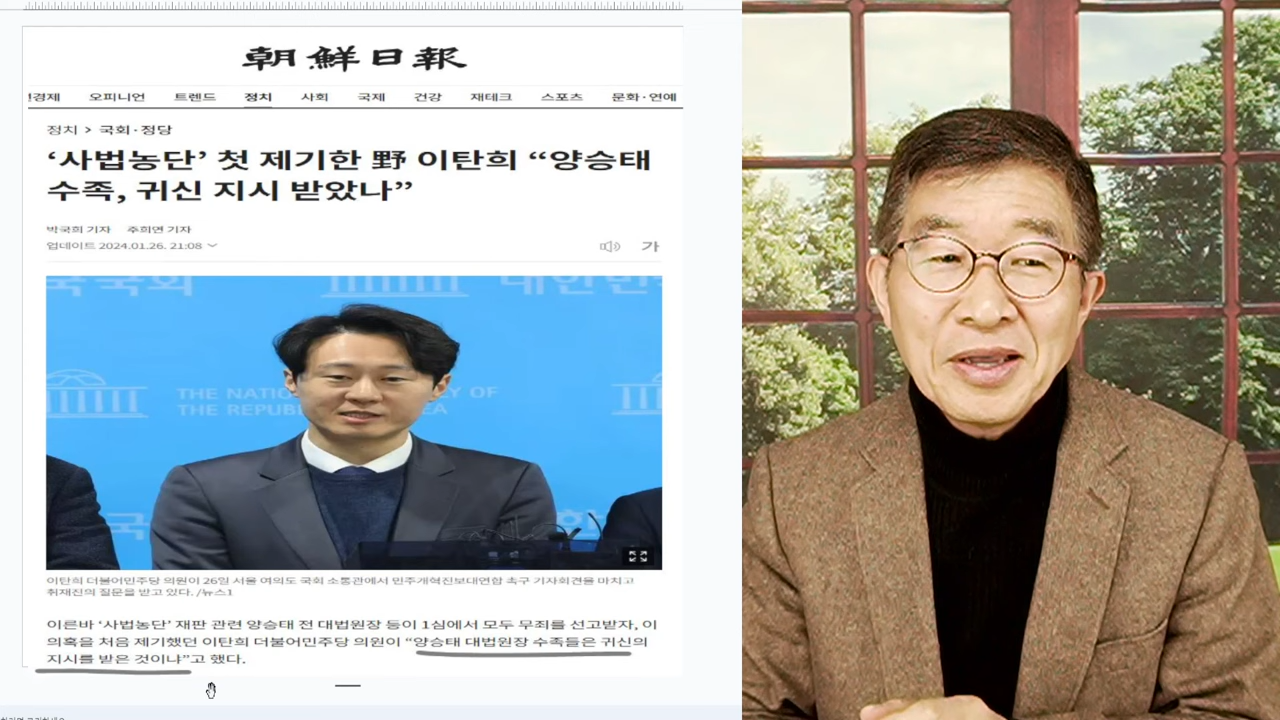 朝鮮日報
경제 오피니언 트렌드 정치 사회 국제 건강 재테크 스포츠 문화·연예
정치 > 국회·정당
‘사법농단’ 첫 제기한 野 이탄희 “양승태
수족, 귀신 지시 받았나”
박국희 기자 주희연 기자
업데이트 2024.01.26. 21:08
가
국국회 대한민
THE NATIONAL ASSEMBLY OF
THE REPUBLIC OF KOREA
이탄희 더불어민주당 의원이 26일 서울 여의도 국회 소통관에서 민주개혁진보대연합 촉구 기자회견을 마치고
취재진의 질문을 받고 있다. /뉴스1
이른바 ‘사법농단’ 재판 관련 양승태 전 대법원장 등이 1심에서 모두 무죄를 선고받자, 이
의혹을 처음 제기했던 이탄희 더불어민주당 의원이 “양승태 대법원장 수족들은 귀신의
지시를 받은 것이냐”고 했다.